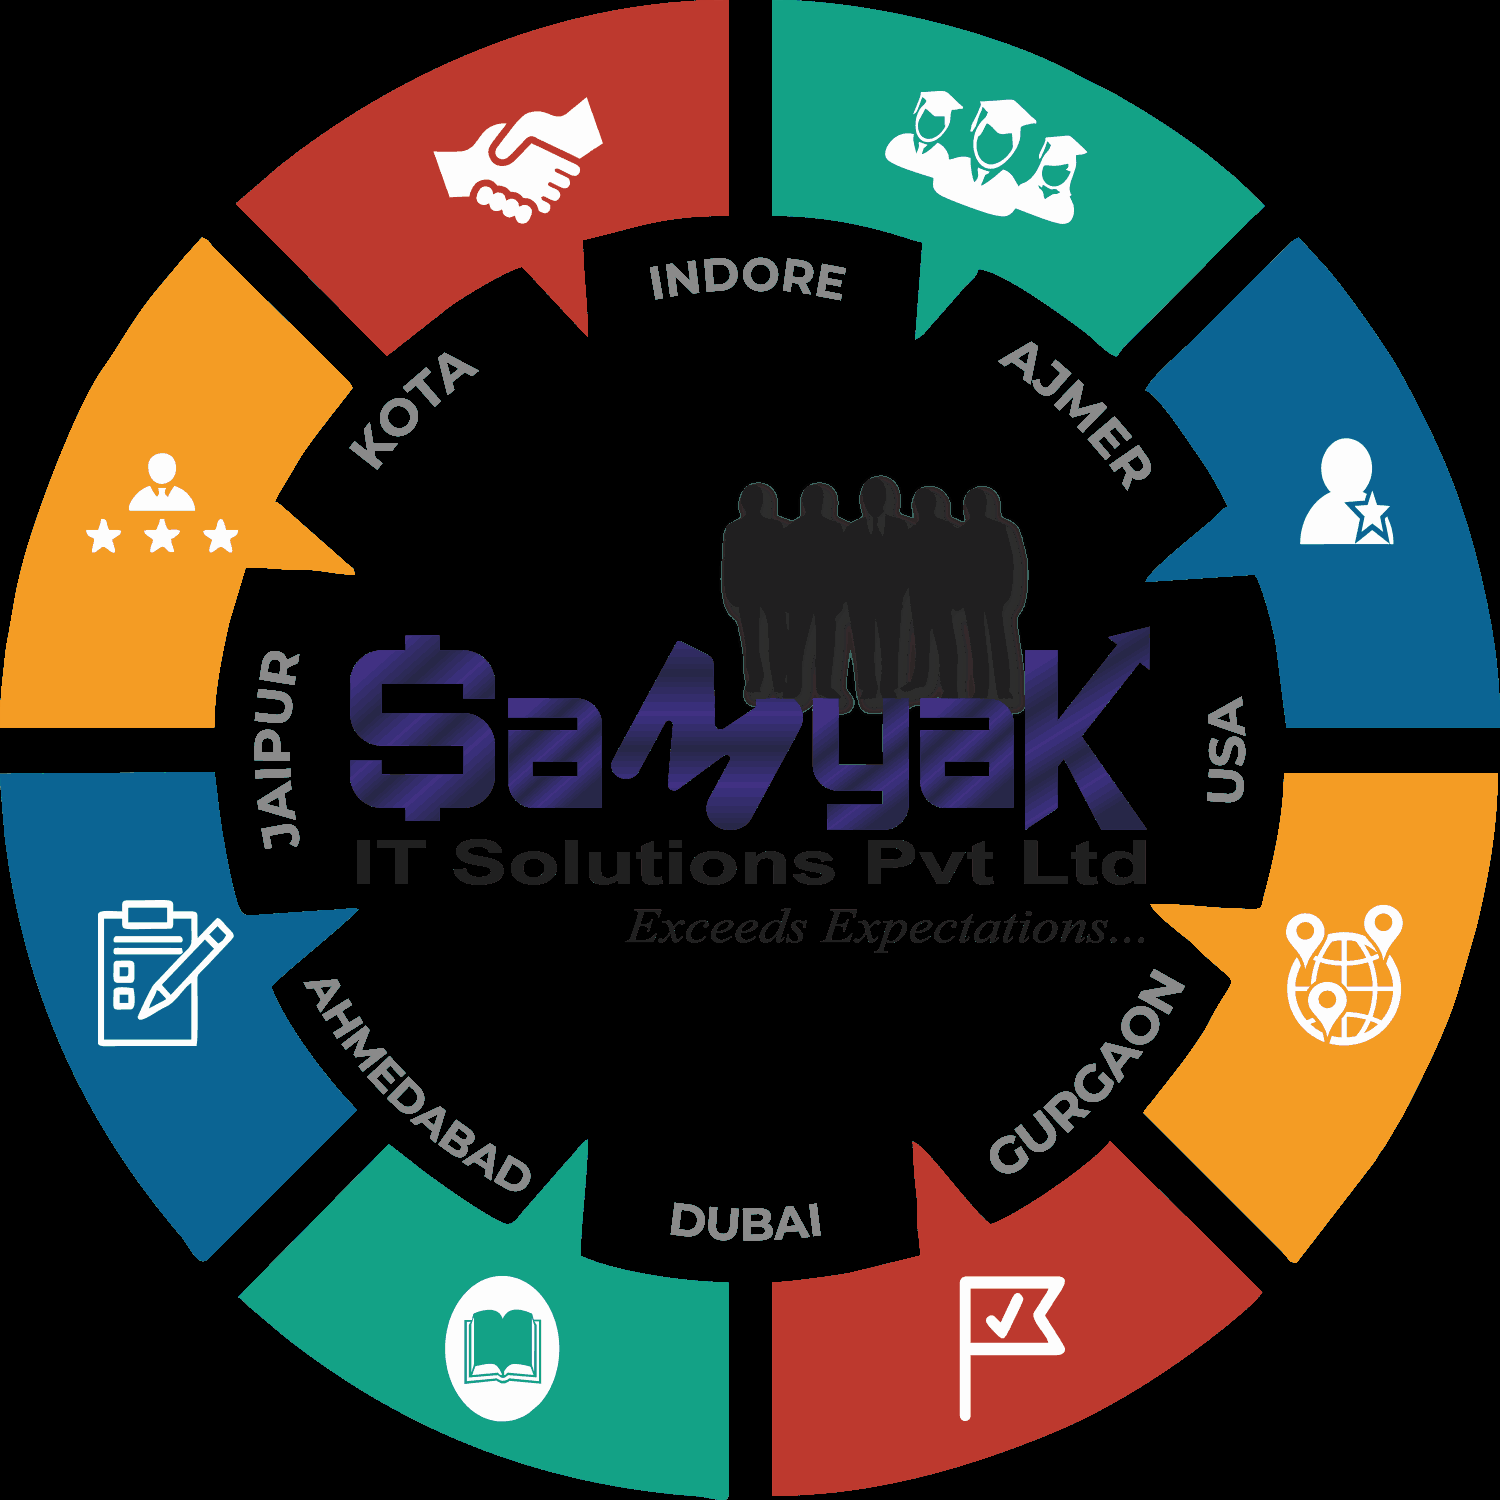 INDORE
AJMER
USA
GURGAON
DUBAI
AHMEDABAD
JAIPUR
KOTA
$aMyaK
IT Solutions Pvt Ltd
Exceeds Expectations...